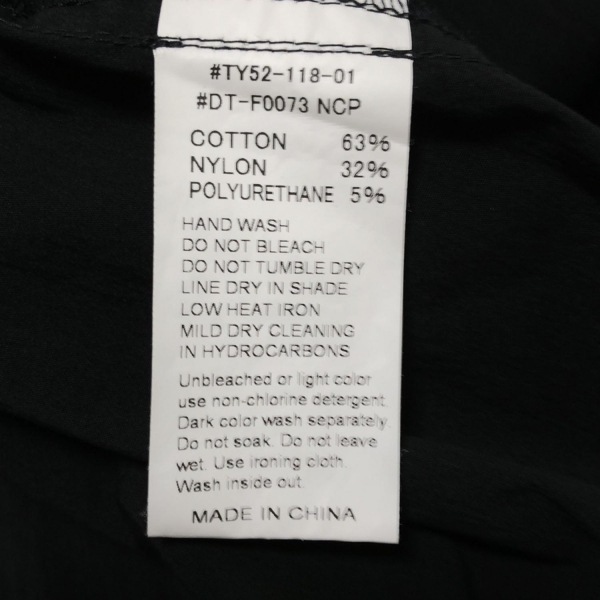 #TY52-118-01
#DT-F0073 NCP
COTTON 63%
NYLON 32%
POLYURETHANE 5%
HAND WASH
DO NOT BLEACH
DO NOT TUMBLE DRY
LINE DRY IN SHADE
LOW HEAT IRON
MILD DRY CLEANING
IN HYDROCARBONS
Unbleached or light color
use non-chlorine detergent.
Dark color wash separately.
Do not soak. Do not leave
wet. Use ironing cloth.
Wash inside out.
MADE IN CHINA